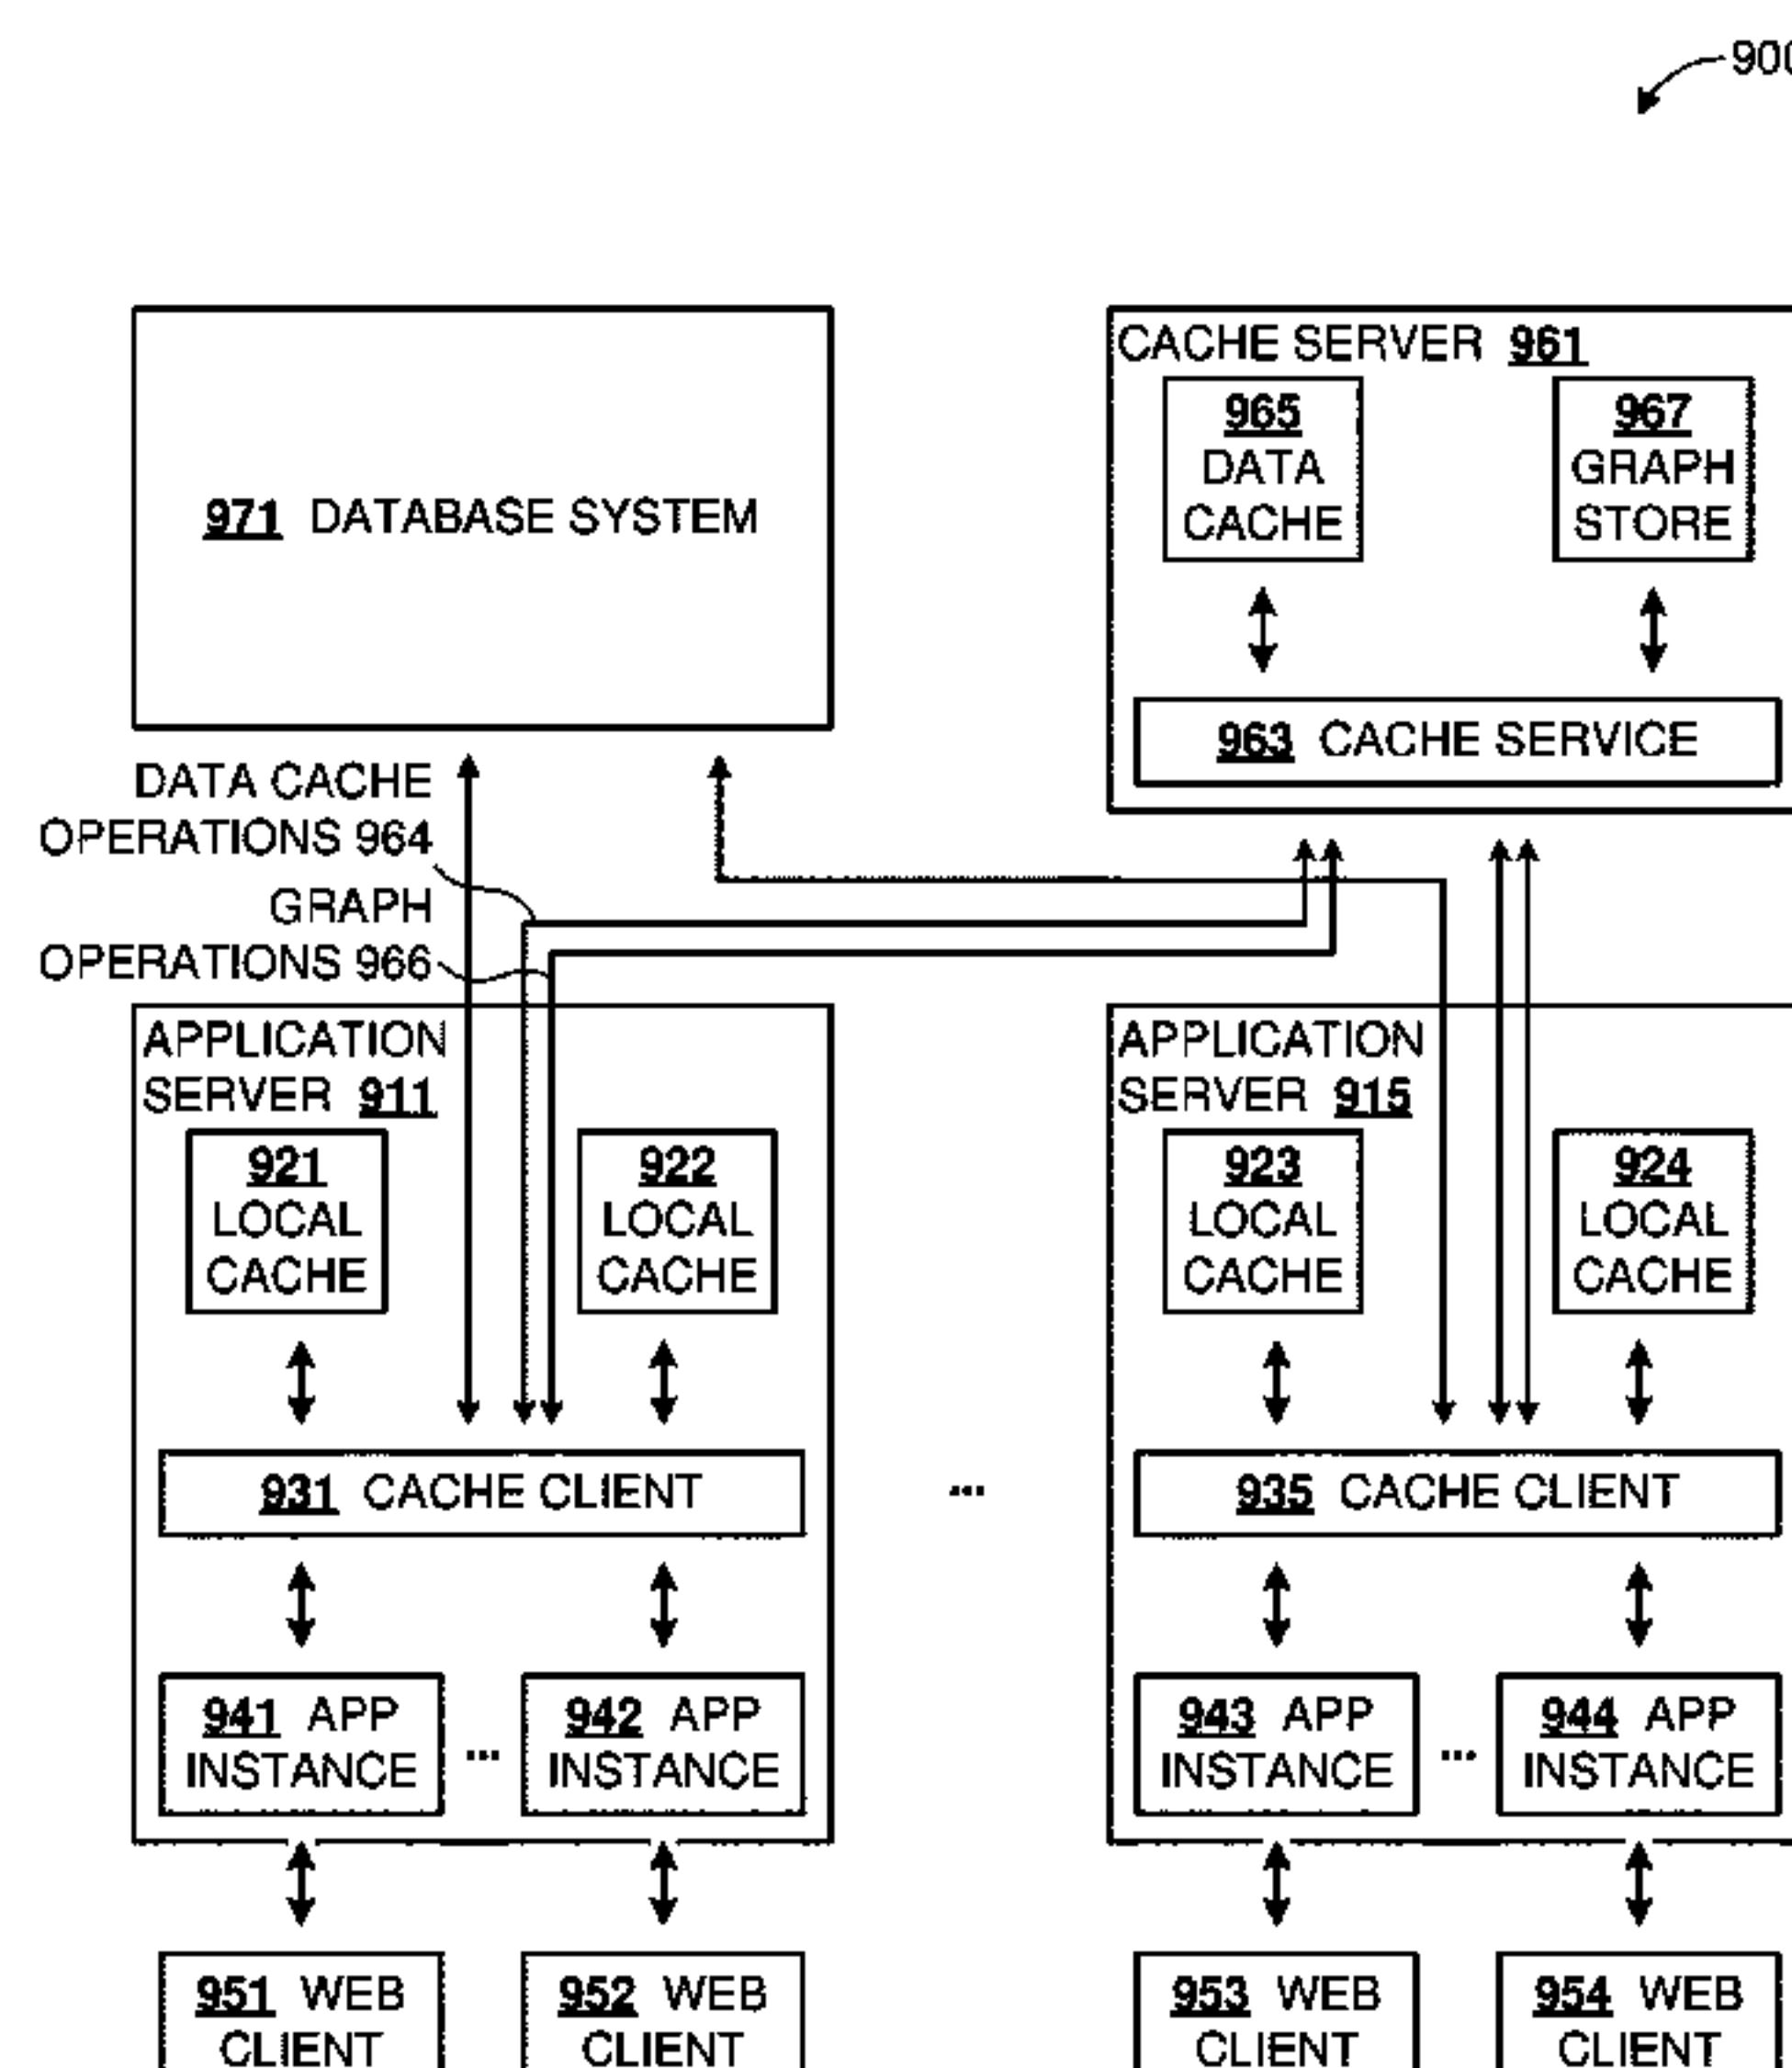 900
CACHE SERVER 961
965
DATA
CACHE
967
GRAPH
STORE
971 DATABASE SYSTEM
963 CACHE SERVICE
DATA CACHE
OPERATIONS 964
GRAPH
OPERATIONS 966
APPLICATION
SERVER 911
921
LOCAL
CACHE
922
LOCAL
CACHE
931 CACHE CLIENT
941 APP
INSTANCE
...
942 APP
INSTANCE
951 WEB
CLIENT
952 WEB
CLIENT
...
APPLICATION
SERVER 915
923
LOCAL
CACHE
924
LOCAL
CACHE
935 CACHE CLIENT
943 APP
INSTANCE
...
944 APP
INSTANCE
953 WEB
CLIENT
954 WEB
CLIENT